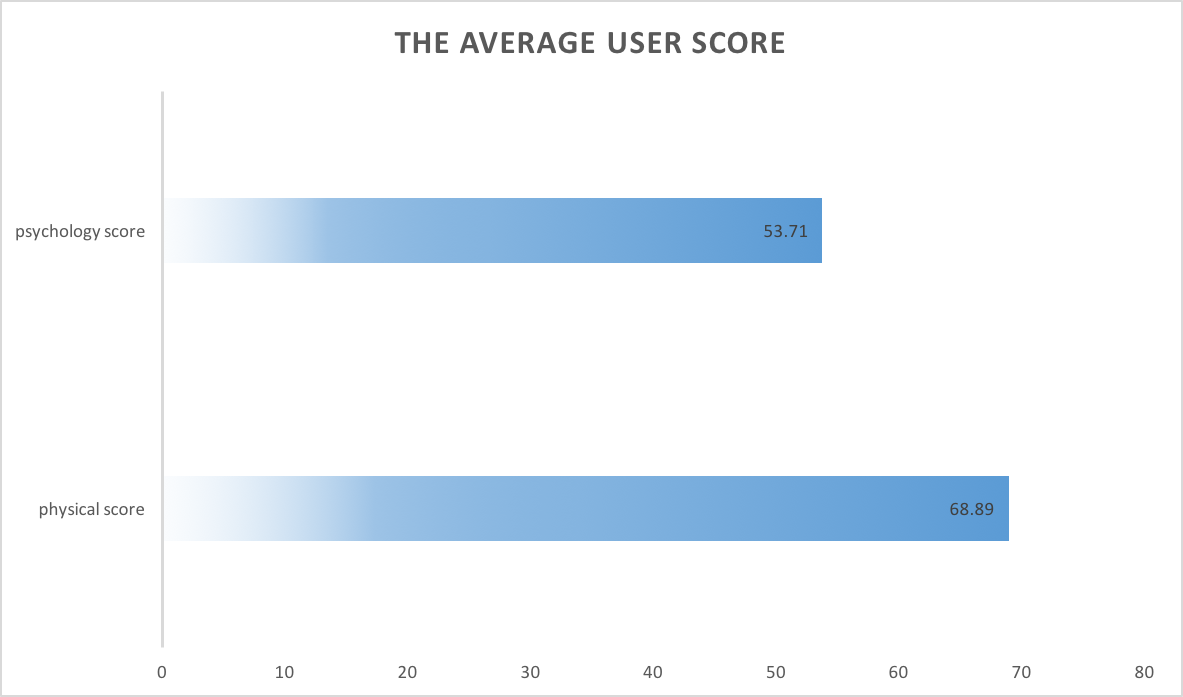 THE AVERAGE USER SCORE
psychology score
53.71
physical score
68.89
0 10 20 30 40 50 60 70 80